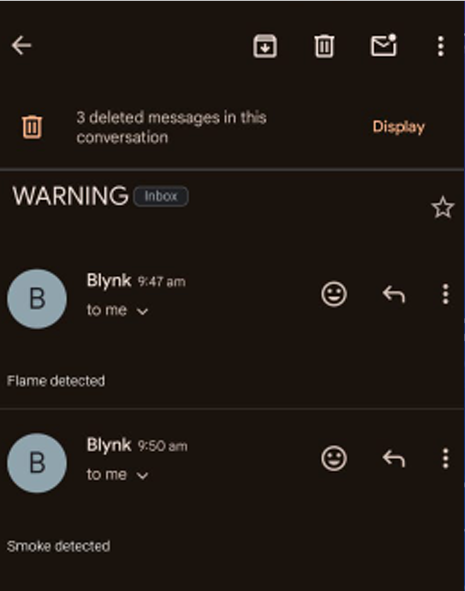 3 deleted messages in this
conversation
Display
WARNING Inbox
B
Blynk 9:47 am
to me
Flame detected
B
Blynk 9:50 am
to me
Smoke detected